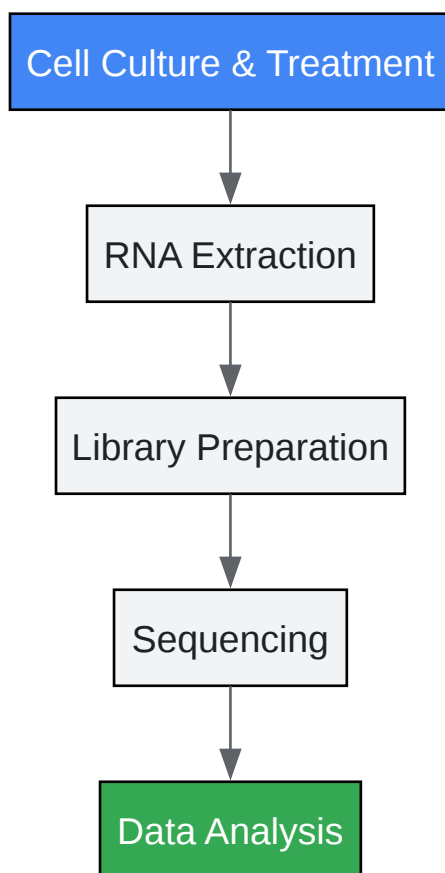 Cell Culture & Treatment
RNA Extraction
Library Preparation
Sequencing
Data Analysis